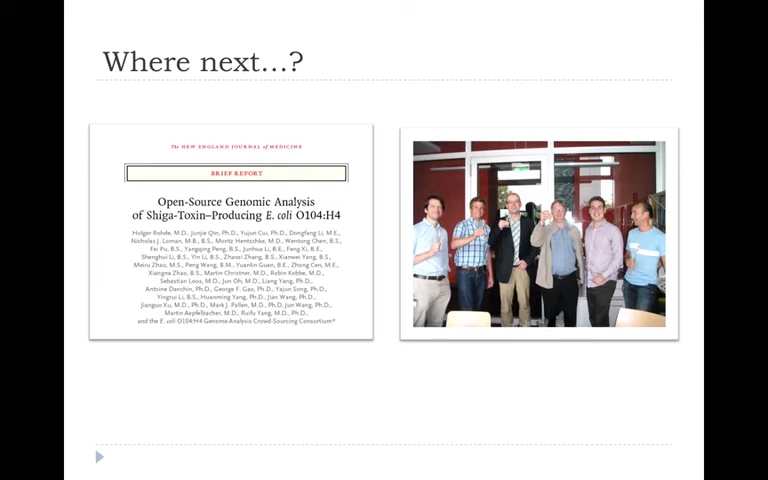 Where next...?
The NEW ENGLAND JOURNAL of MEDICINE
BRIEF REPORT
Open-Source Genomic Analysis
of Shiga-Toxin–Producing E. coli O104:H4
Holger Rohde, M.D., Junjie Qin, Ph.D., Yujun Cui, Ph.D., Dongfang Li, M.E.,
Nicholas J. Loman, M.B., B.S., Moritz Hentschke, M.D., Wentong Chen, B.S.,
Fei Pu, B.S., Yangqing Peng, B.S., Junhua Li, B.E., Feng Xi, B.E.,
Shenghui Li, B.S., Yin Li, B.S., Zhaoxi Zhang, B.S., Xianwei Yang, B.S.,
Meiru Zhao, M.S., Peng Wang, B.M., Yuanlin Guan, B.E., Zhong Cen, M.E.,
Xiangna Zhao, B.S., Martin Christner, M.D., Robin Kobbe, M.D.,
Sebastian Loos, M.D., Jun Oh, M.D., Liang Yang, Ph.D.,
Antoine Danchin, Ph.D., George F. Gao, Ph.D., Yajun Song, Ph.D.,
Yingrui Li, B.S., Huanming Yang, Ph.D., Jian Wang, Ph.D.,
Jianguo Xu, M.D., Ph.D., Mark J. Pallen, M.D., Ph.D., Jun Wang, Ph.D.,
Martin Aepfelbacher, M.D., Ruifu Yang, M.D., Ph.D.,
and the E. coli O104:H4 Genome Analysis Crowd-Sourcing Consortium*